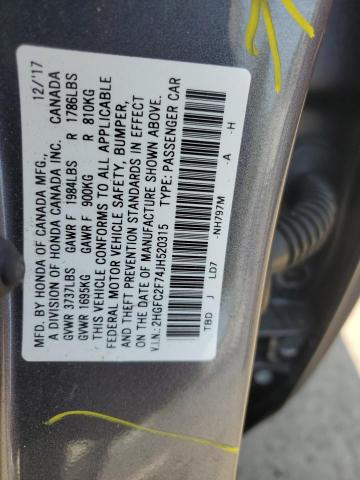 MFD. BY HONDA OF CANADA MFG., 12/'17
A DIVISION OF HONDA CANADA INC. CANADA
GVWR 3737LBS GAWR F 1984LBS R 1786LBS
GVWR 1695KG GAWR F 900KG R 810KG
THIS VEHICLE CONFORMS TO ALL APPLICABLE
FEDERAL MOTOR VEHICLE SAFETY, BUMPER,
AND THEFT PREVENTION STANDARDS IN EFFECT
ON THE DATE OF MANUFACTURE SHOWN ABOVE.
V.I.N.: 2HGFC2F74JH520315 TYPE: PASSENGER CAR
TBD J LD7 -NH797M -A -H